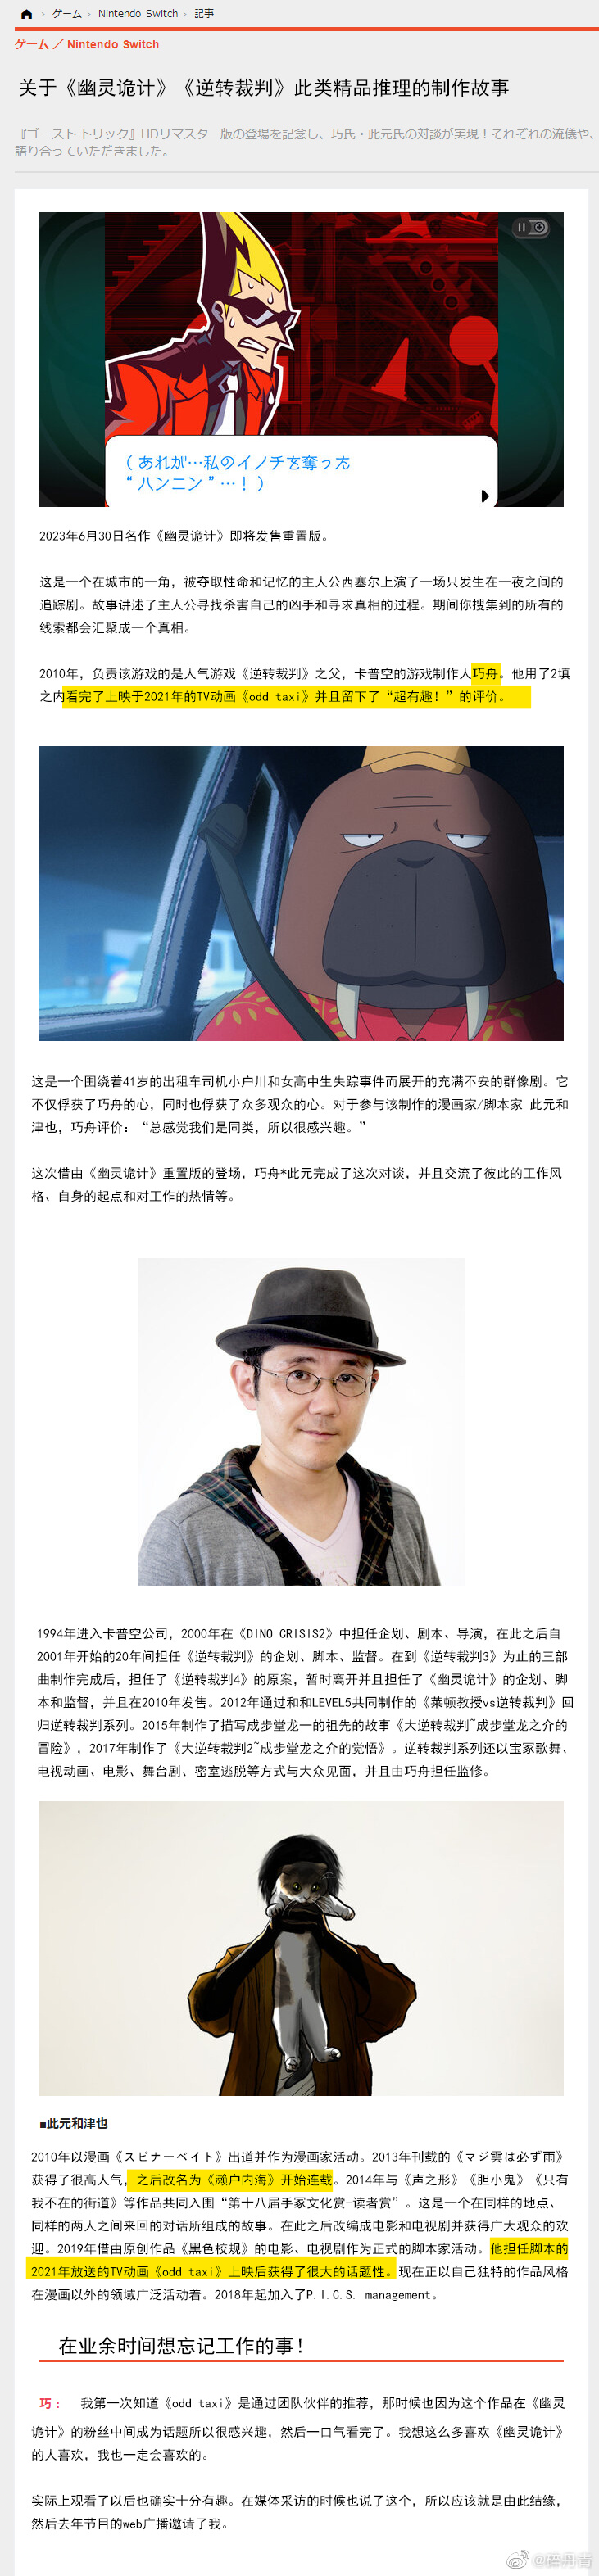 ゲーム › Nintendo Switch › 記事
ゲーム ／ Nintendo Switch
关于《幽灵诡计》《逆转裁判》此类精品推理的制作故事
『ゴースト トリック』HDリマスター版の登場を記念し、巧氏・此元氏の対談が実現！それぞれの流儀や、
語り合っていただきました。
（あれが…私のイノチを奪った
“ハンニン”…！）
2023年6月30日名作《幽灵诡计》即将发售重置版。
这是一个在城市的一角，被夺取性命和记忆的主人公西塞尔上演了一场只发生在一夜之间的
追踪剧。故事讲述了主人公寻找杀害自己的凶手和寻求真相的过程。期间你搜集到的所有的
线索都会汇聚成一个真相。
2010年，负责该游戏的是人气游戏《逆转裁判》之父，卡普空的游戏制作人巧舟。他用了2填
之内看完了上映于2021年的TV动画《odd taxi》并且留下了“超有趣！”的评价。
这是一个围绕着41岁的出租车司机小户川和女高中生失踪事件而展开的充满不安的群像剧。它
不仅俘获了巧舟的心，同时也俘获了众多观众的心。对于参与该制作的漫画家/脚本家 此元和
津也，巧舟评价：“总感觉我们是同类，所以很感兴趣。”
这次借由《幽灵诡计》重置版的登场，巧舟*此元完成了这次对谈，并且交流了彼此的工作风
格、自身的起点和对工作的热情等。
1994年进入卡普空公司，2000年在《DINO CRISIS2》中担任企划、剧本、导演，在此之后自
2001年开始的20年间担任《逆转裁判》的企划、脚本、监督。在到《逆转裁判3》为止的三部
曲制作完成后，担任了《逆转裁判4》的原案，暂时离开并且担任了《幽灵诡计》的企划、脚
本和监督，并且在2010年发售。2012年通过和和LEVEL5共同制作的《莱顿教授vs逆转裁判》回
归逆转裁判系列。2015年制作了描写成步堂龙一的祖先的故事《大逆转裁判~成步堂龙之介的
冒险》，2017年制作了《大逆转裁判2~成步堂龙之介的觉悟》。逆转裁判系列还以宝冢歌舞、
电视动画、电影、舞台剧、密室逃脱等方式与大众见面，并且由巧舟担任监修。
■此元和津也
2010年以漫画《スピナーベイト》出道并作为漫画家活动。2013年刊载的《マジ雲は必ず雨》
获得了很高人气，之后改名为《濑户内海》开始连载。2014年与《声之形》《胆小鬼》《只有
我不在的街道》等作品共同入围“第十八届手冢文化赏-读者赏”。这是一个在同样的地点、
同样的两人之间来回的对话所组成的故事。在此之后改编成电影和电视剧并获得广大观众的欢
迎。2019年借由原创作品《黑色校规》的电影、电视剧作为正式的脚本家活动。他担任脚本的
2021年放送的TV动画《odd taxi》上映后获得了很大的话题性。现在正以自己独特的作品风格
在漫画以外的领域广泛活动着。2018年起加入了P.I.C.S. management。
在业余时间想忘记工作的事！
巧： 我第一次知道《odd taxi》是通过团队伙伴的推荐，那时候也因为这个作品在《幽灵
诡计》的粉丝中间成为话题所以很感兴趣，然后一口气看完了。我想这么多喜欢《幽灵诡计》
的人喜欢，我也一定会喜欢的。
实际上观看了以后也确实十分有趣。在媒体采访的时候也说了这个，所以应该就是由此结缘，
然后去年节目的web广播邀请了我。
@碎丹青